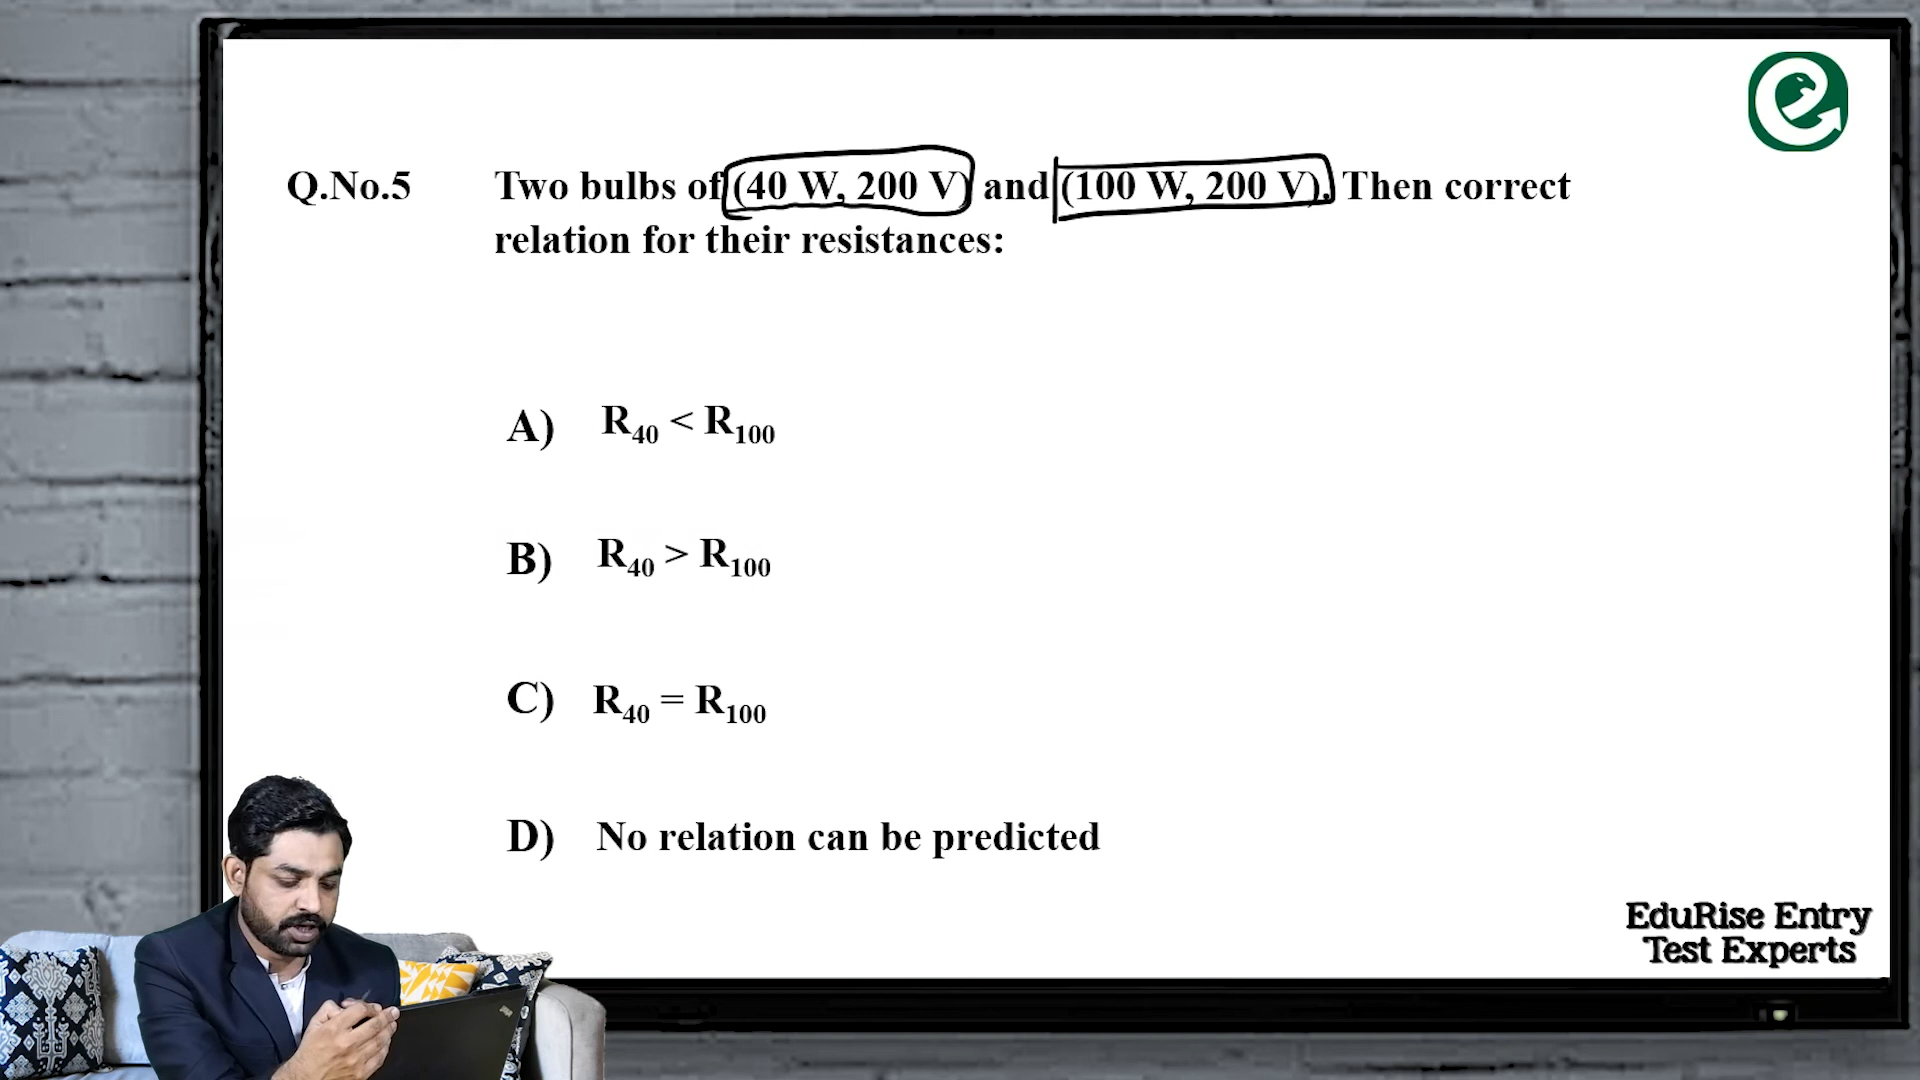 Q.No.5 Two bulbs of (40 W, 200 V) and (100 W, 200 V). Then correct
relation for their resistances:
A) R₄₀ < R₁₀₀
B) R₄₀ > R₁₀₀
C) R₄₀ = R₁₀₀
D) No relation can be predicted
EduRise Entry
Test Experts